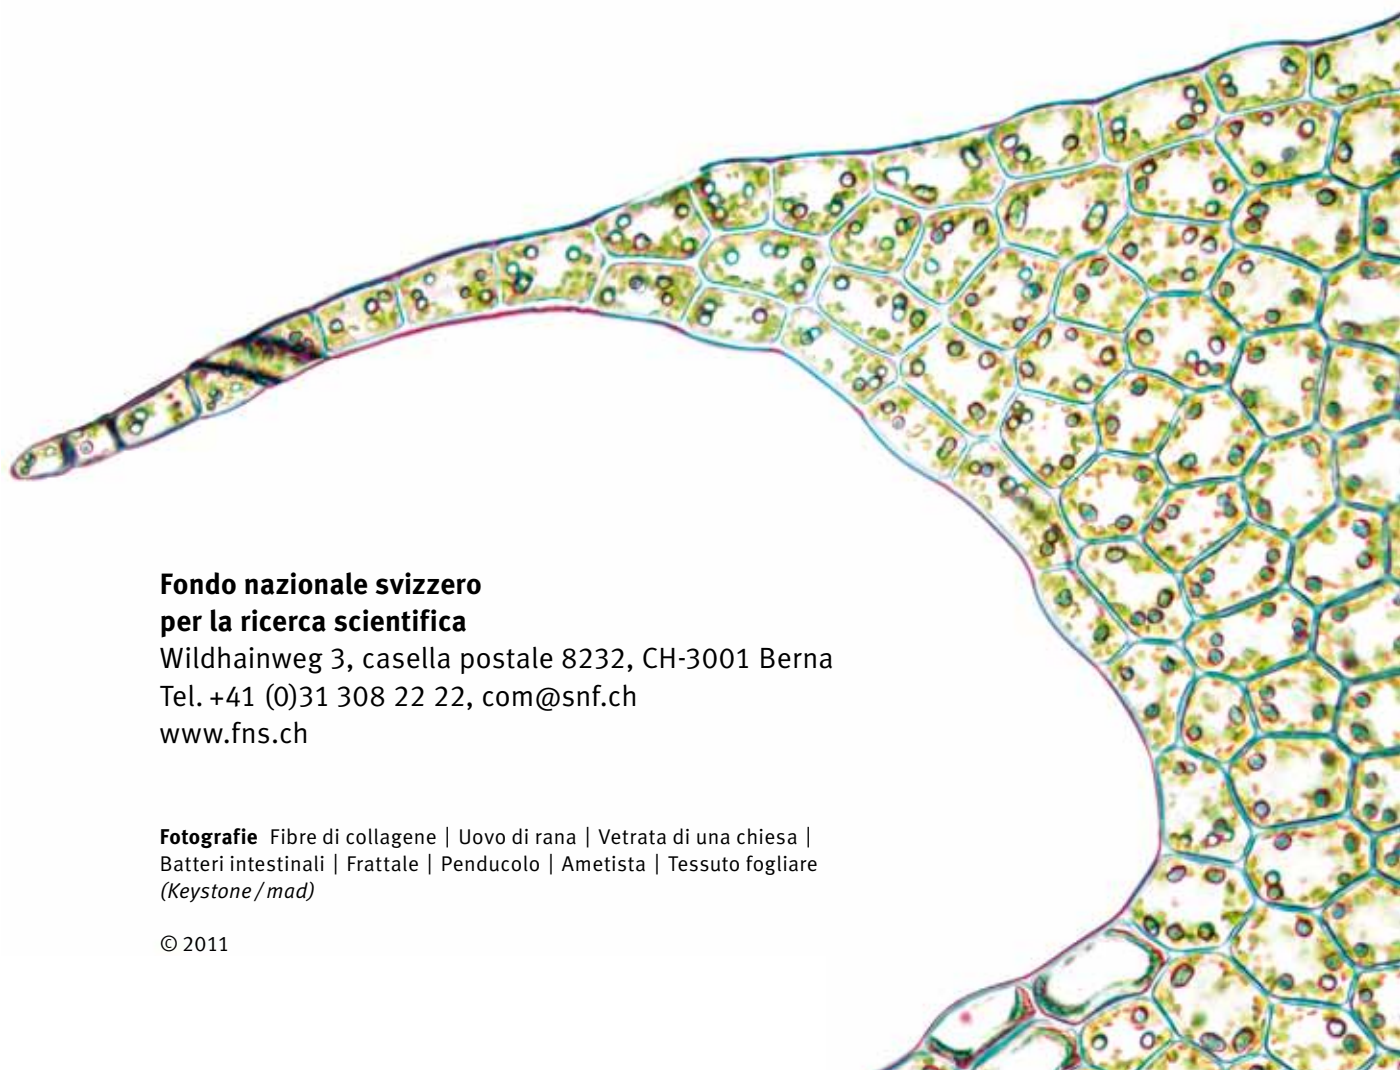 Fondo nazionale svizzero
per la ricerca scientifica
Wildhainweg 3, casella postale 8232, CH-3001 Berna
Tel. +41 (0)31 308 22 22, com@snf.ch
www.fns.ch
Fotografie Fibre di collagene | Uovo di rana | Vetrata di una chiesa |
Batteri intestinali | Frattale | Penducolo | Ametista | Tessuto fogliare
(Keystone / mad)
© 2011